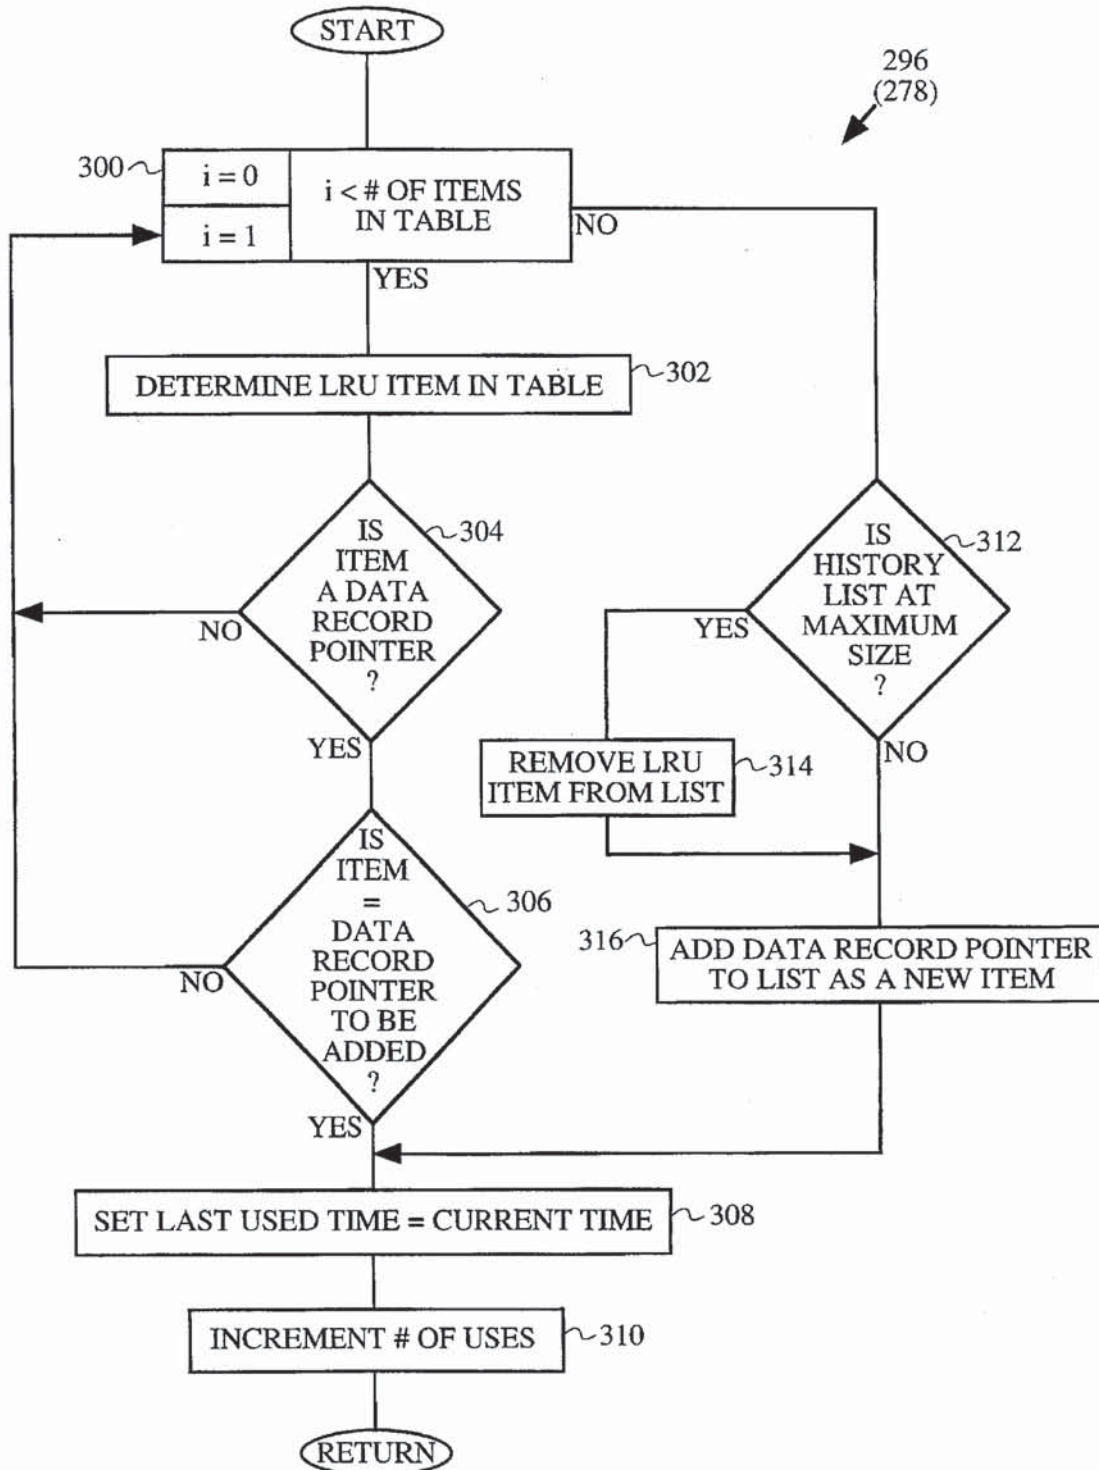 START
296
(278)
300
i = 0
i = 1
i < # OF ITEMS
IN TABLE
NO
YES
DETERMINE LRU ITEM IN TABLE
302
IS
ITEM
A DATA
RECORD
POINTER
?
304
NO
YES
IS
HISTORY
LIST AT
MAXIMUM
SIZE
?
312
YES
NO
REMOVE LRU
ITEM FROM LIST
314
IS
ITEM
=
DATA
RECORD
POINTER
TO BE
ADDED
?
306
NO
YES
316
ADD DATA RECORD POINTER
TO LIST AS A NEW ITEM
SET LAST USED TIME = CURRENT TIME
308
INCREMENT # OF USES
310
RETURN